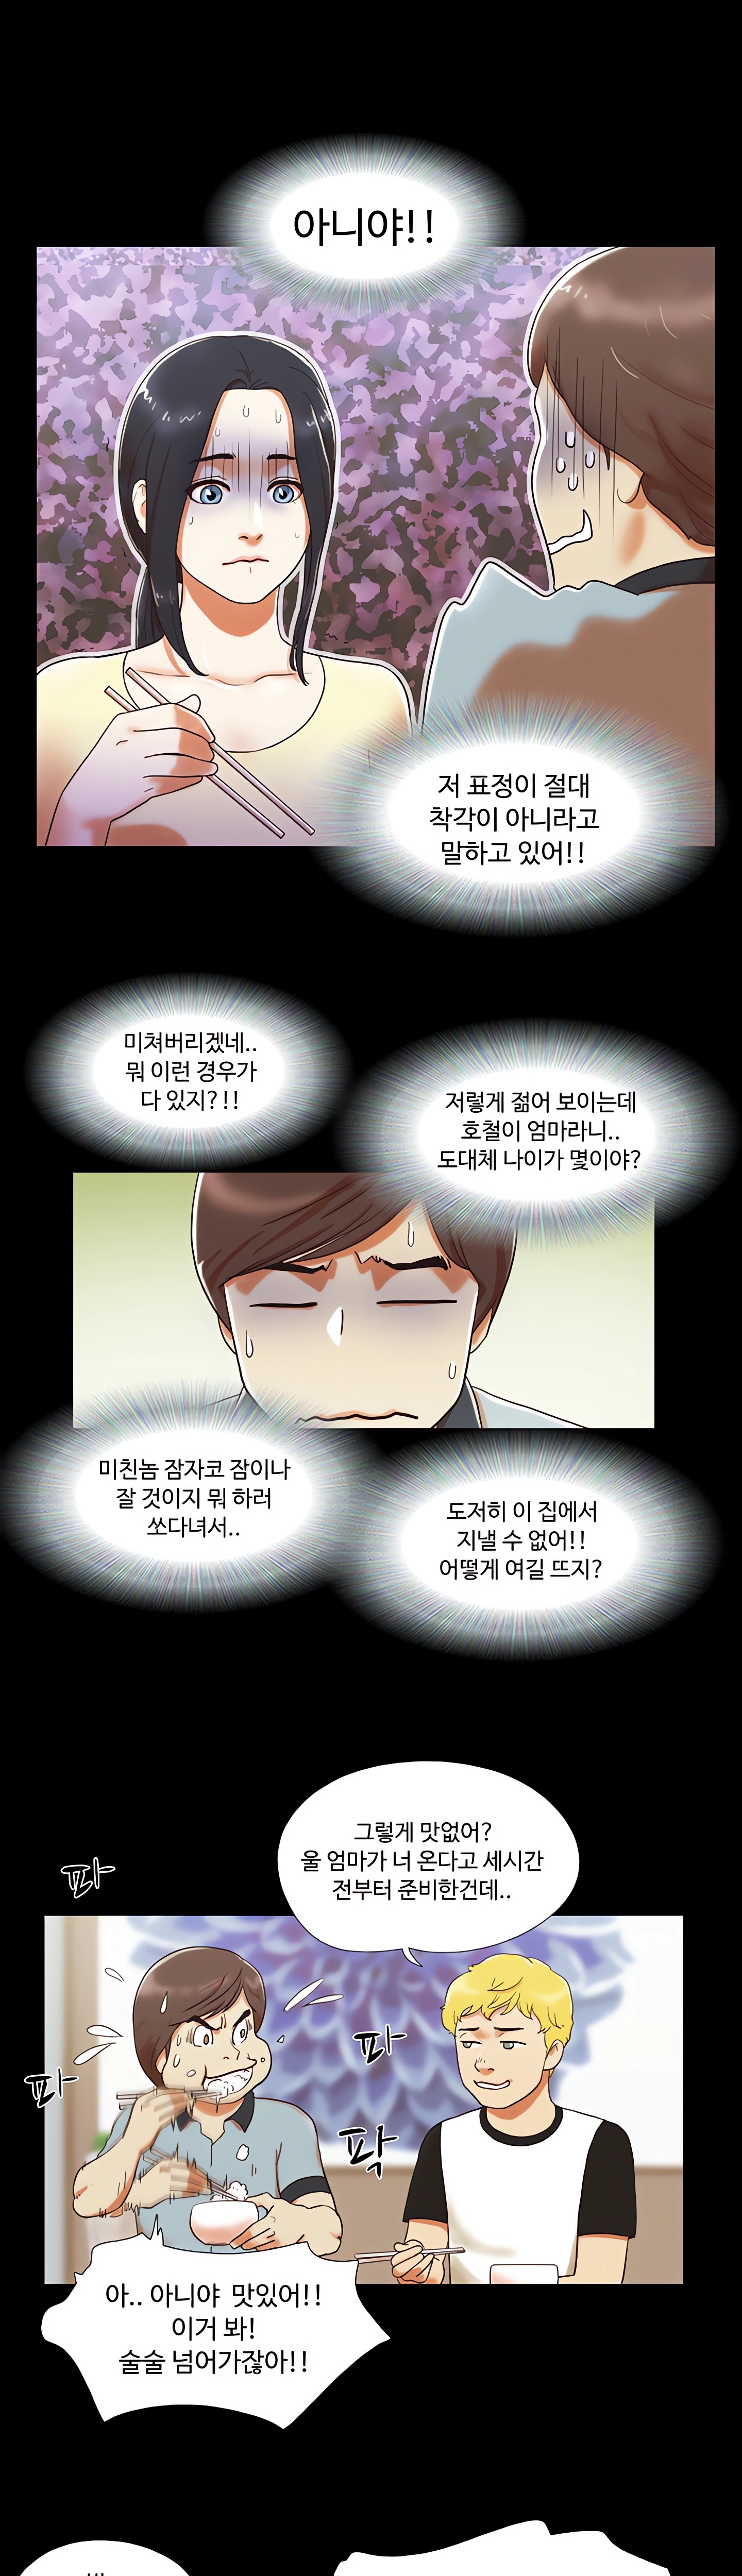 아니야!!
저 표정이 절대
착각이 아니라고
말하고 있어!!
미쳐버리겠네..
뭐 이런 경우가
다 있지?!!
저렇게 젊어 보이는데
호철이 엄마라니..
도대체 나이가 몇이야?
미친놈 잠자코 잠이나
잘 것이지 뭐 하러
쏘다녀서..
도저히 이 집에서
지낼 수 없어!!
어떻게 여길 뜨지?
그렇게 맛없어?
울 엄마가 너 온다고 세시간
전부터 준비한건데..
파
파
파
팍
아.. 아니야 맛있어!!
이거 봐!
술술 넘어가잖아!!